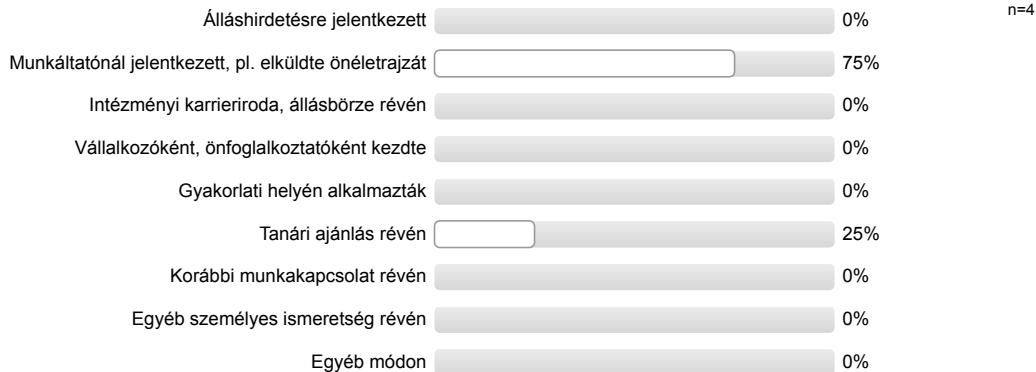 Álláshirdetésre jelentkezett 0% n=4
Munkáltatónál jelentkezett, pl. elküldte önéletrajzát 75%
Intézményi karrieriroda, állásbörze révén 0%
Vállalkozóként, önfoglalkoztatóként kezdte 0%
Gyakorlati helyén alkalmazták 0%
Tanári ajánlás révén 25%
Korábbi munkakapcsolat révén 0%
Egyéb személyes ismeretség révén 0%
Egyéb módon 0%